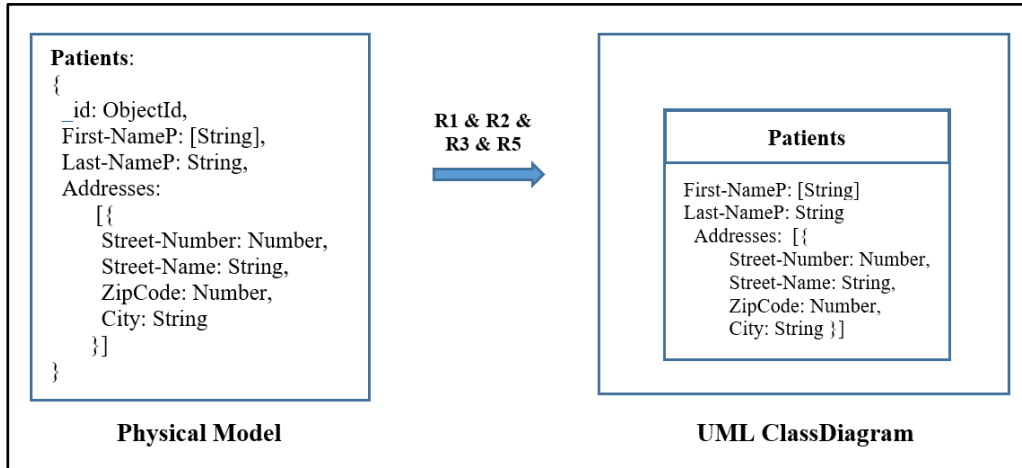 Patients:
{
_id: ObjectId,
First-NameP: [String],
Last-NameP: String,
Addresses:
[{
Street-Number: Number,
Street-Name: String,
ZipCode: Number,
City: String
}]
}
Physical Model
R1 & R2 &
R3 & R5
Patients
First-NameP: [String]
Last-NameP: String
Addresses: [{
Street-Number: Number,
Street-Name: String,
ZipCode: Number,
City: String }]
UML ClassDiagram